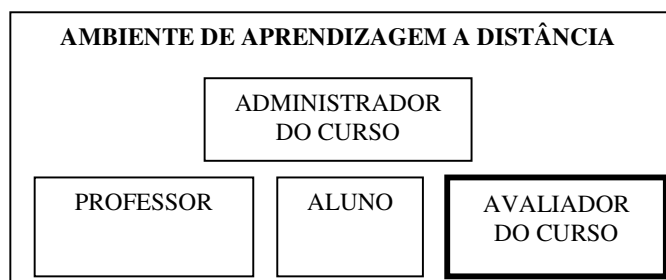 AMBIENTE DE APRENDIZAGEM A DISTÂNCIA
ADMINISTRADOR
DO CURSO
PROFESSOR
ALUNO
AVALIADOR
DO CURSO